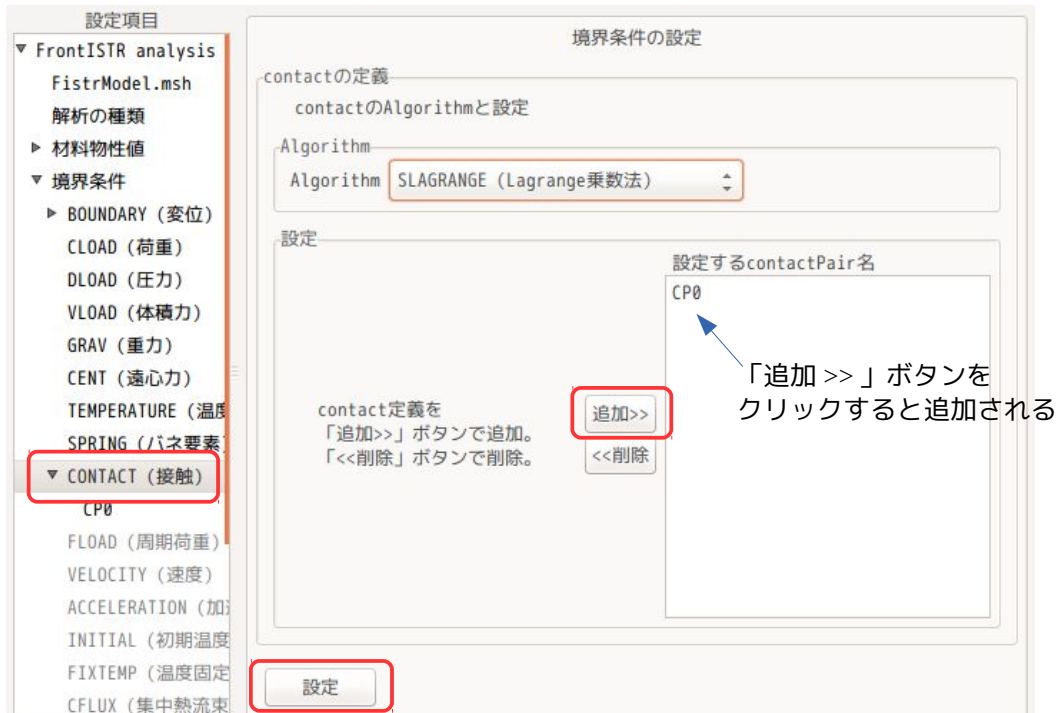 設定項目
FrontISTR analysis
FistrModel.msh
解析の種類
材料物性値
境界条件
BOUNDARY (変位)
CLOAD (荷重)
DLOAD (圧力)
VLOAD (体積力)
GRAV (重力)
CENT (遠心力)
TEMPERATURE (温度
SPRING (バネ要素)
CONTACT (接触)
CP0
FLOAD (周期荷重)
VELOCITY (速度)
ACCELERATION (加速
INITIAL (初期温度
FIXTEMP (温度固定
CFLUX (集中熱流束
境界条件の設定
contactの定義
contactのAlgorithmと設定
Algorithm
Algorithm SLAGRANGE (Lagrange乗数法)
設定
設定するcontactPair名
CP0
contact定義を
「追加>>」ボタンで追加。
「<<削除」ボタンで削除。
追加>>
<<削除
「追加 >> 」ボタンを
クリックすると追加される
設定